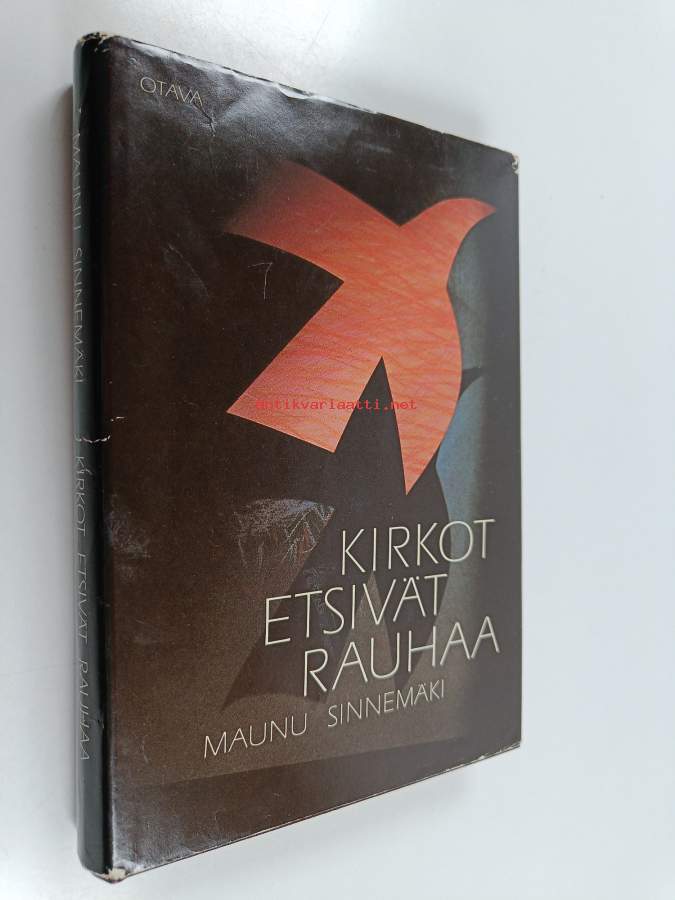 OTAVA
KIRKOT
ETSIVÄT
RAUHAA
MAUNU SINNEMÄKI
MAUNU SINNEMÄKI KIRKOT ETSIVÄT RAUHAA
antikvariaatti.net